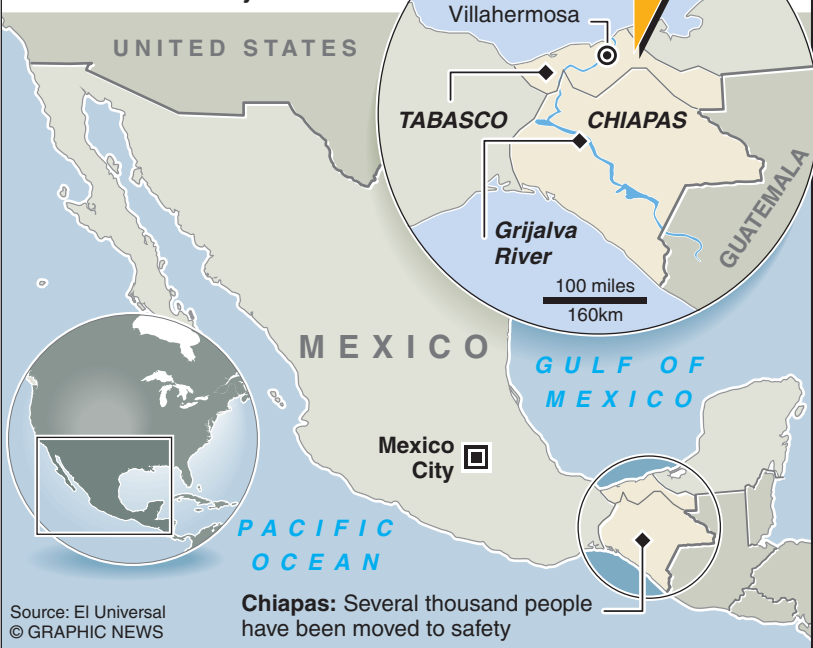 Villahermosa
UNITED STATES
TABASCO
CHIAPAS
GUATEMALA
Grijalva
River
100 miles
160km
MEXICO
GULF OF
MEXICO
Mexico
City
PACIFIC
OCEAN
Chiapas: Several thousand people
have been moved to safety
Source: El Universal
© GRAPHIC NEWS